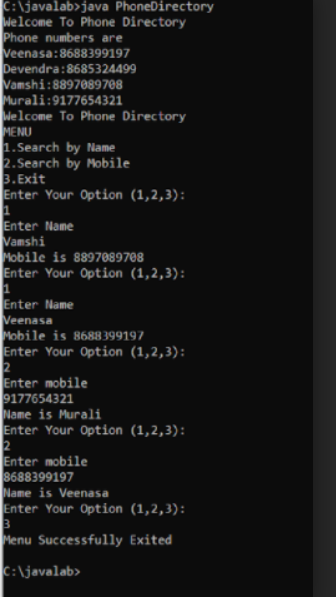 C:\javalab>java PhoneDirectory
Welcome To Phone Directory
Phone numbers are
Veenasa:8688399197
Devendra:8685324499
Vamshi:8897089708
Murali:9177654321
Welcome To Phone Directory
MENU
1.Search by Name
2.Search by Mobile
3.Exit
Enter Your Option (1,2,3):
1
Enter Name
Vamshi
Mobile is 8897089708
Enter Your Option (1,2,3):
1
Enter Name
Veenasa
Mobile is 8688399197
Enter Your Option (1,2,3):
2
Enter mobile
9177654321
Name is Murali
Enter Your Option (1,2,3):
2
Enter mobile
8688399197
Name is Veenasa
Enter Your Option (1,2,3):
3
Menu Successfully Exited
C:\javalab>